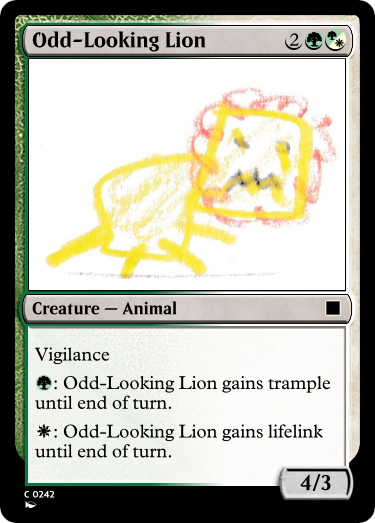 Odd-Looking Lion 2
Creature — Animal
Vigilance
: Odd-Looking Lion gains trample
until end of turn.
: Odd-Looking Lion gains lifelink
until end of turn.
4/3
C 0242